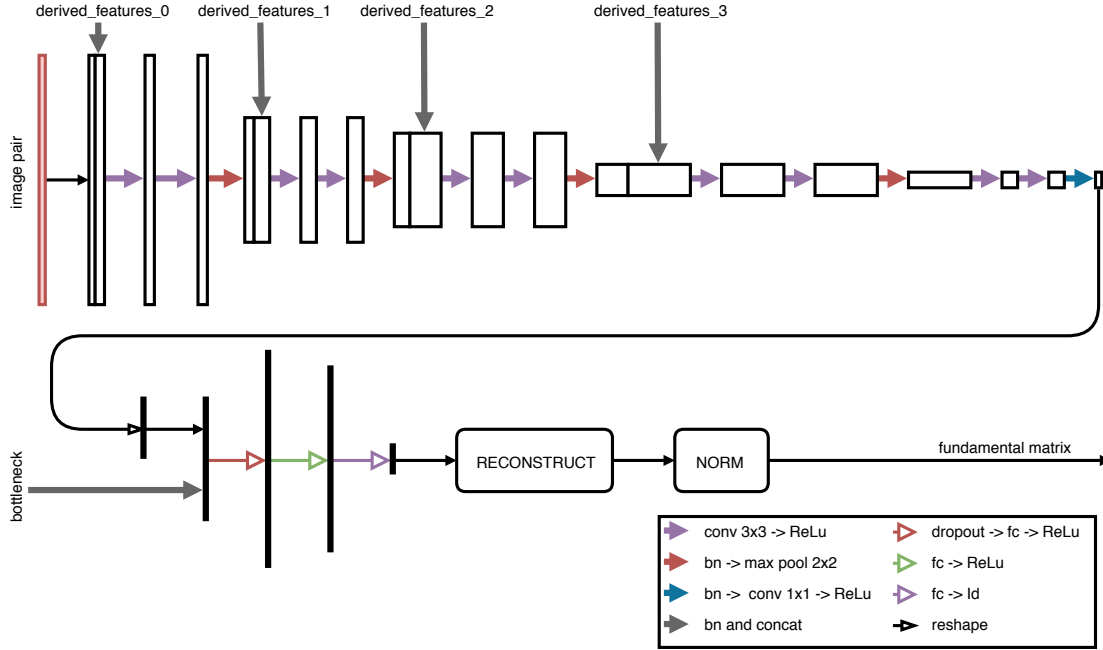 derived_features_0
derived_features_1
derived_features_2
derived_features_3
image pair
bottleneck
RECONSTRUCT
NORM
fundamental matrix
conv 3x3 -> ReLu
bn -> max pool 2x2
bn -> conv 1x1 -> ReLu
bn and concat
dropout -> fc -> ReLu
fc -> ReLu
fc -> Id
reshape